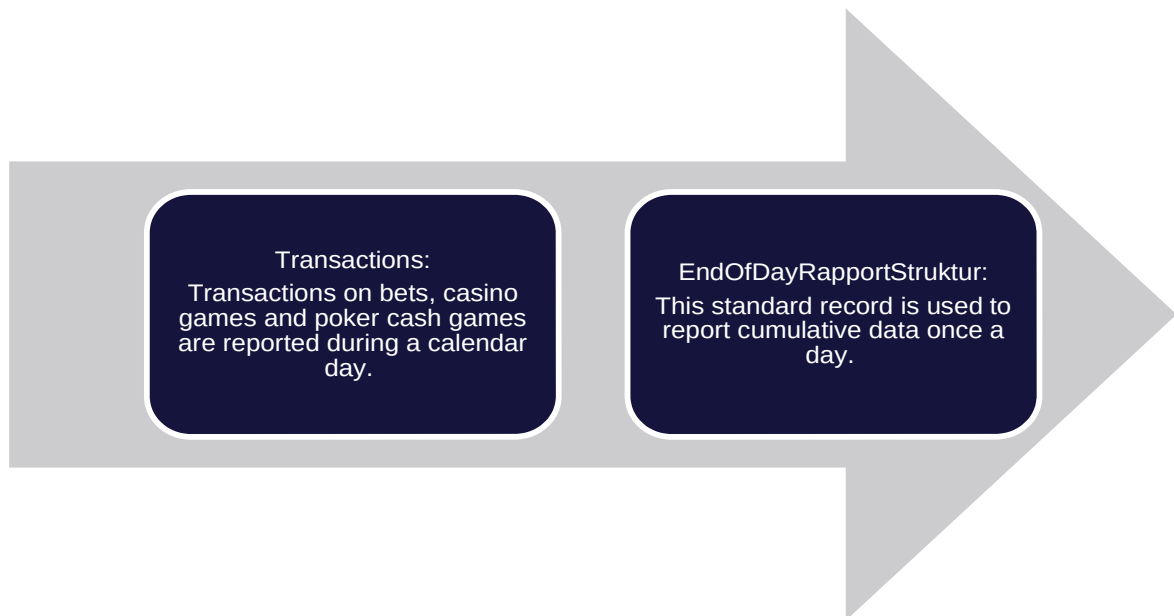 Transactions:
Transactions on bets, casino
games and poker cash games
are reported during a calendar
day.
EndOfDayRapportStruktur:
This standard record is used to
report cumulative data once a
day.